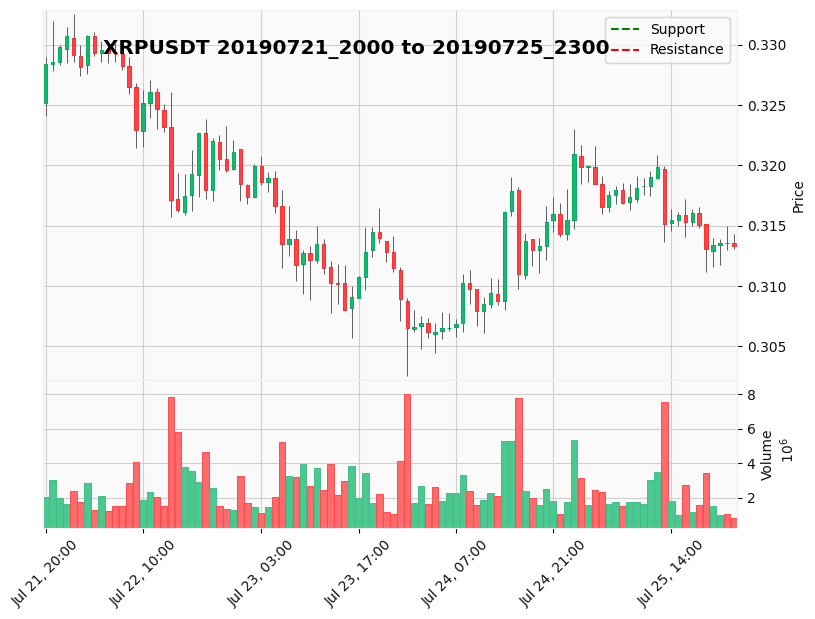 XRPUSDT 20190721_2000 to 20190725_2300
Support
Resistance
0.330
0.325
0.320
0.315
0.310
0.305
Price
8
6
4
2
Volume
10^6
Jul 21, 20:00
Jul 22, 10:00
Jul 23, 03:00
Jul 23, 17:00
Jul 24, 07:00
Jul 24, 21:00
Jul 25, 14:00